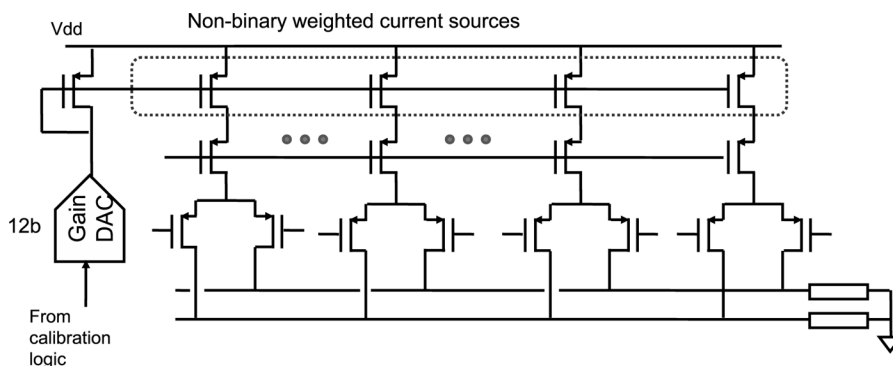 Non-binary weighted current sources
Vdd
12b
Gain
DAC
From
calibration
logic